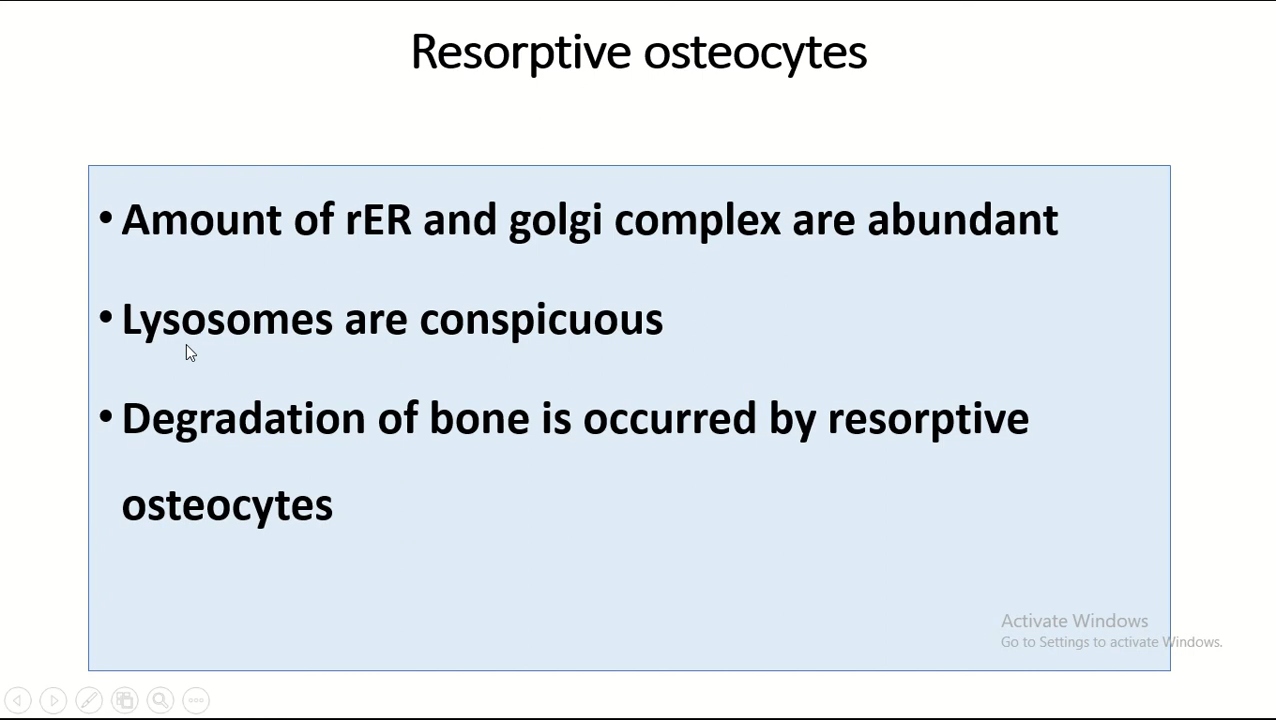 Resorptive osteocytes
• Amount of rER and golgi complex are abundant
• Lysosomes are conspicuous
• Degradation of bone is occurred by resorptive
osteocytes
Activate Windows
Go to Settings to activate Windows.